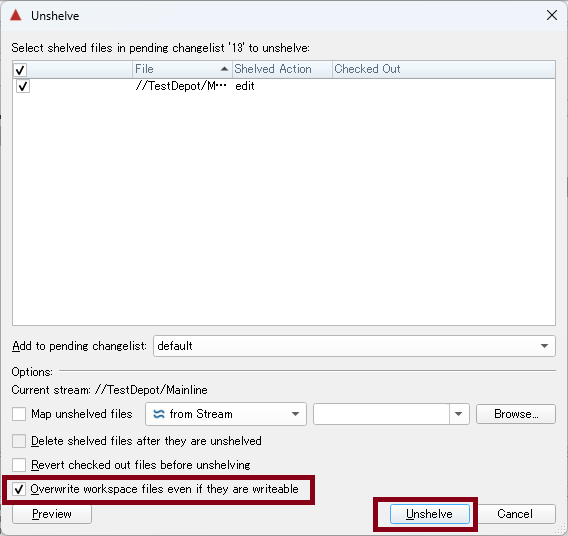 Unshelve
Select shelved files in pending changelist '13' to unshelve:
File Shelved Action Checked Out
//TestDepot/M… edit
Add to pending changelist: default
Options:
Current stream: //TestDepot/Mainline
Map unshelved files from Stream Browse...
Delete shelved files after they are unshelved
Revert checked out files before unshelving
Overwrite workspace files even if they are writeable
Preview Unshelve Cancel